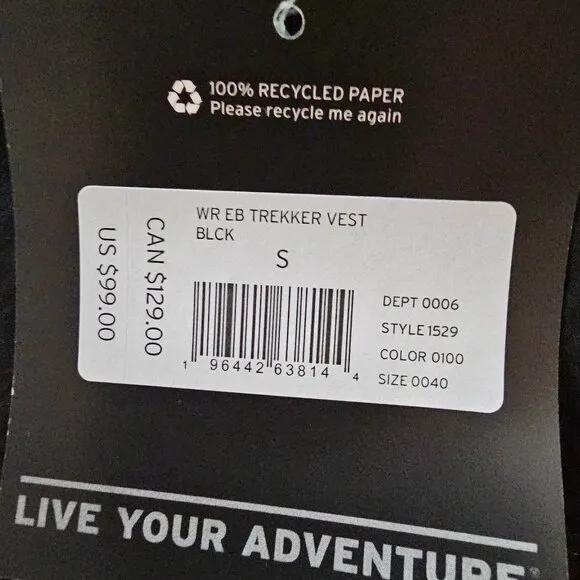 100% RECYCLED PAPER
Please recycle me again
WR EB TREKKER VEST
BLCK
S
CAN $129.00
US $99.00
1 96442 63814 4
DEPT 0006
STYLE 1529
COLOR 0100
SIZE 0040
LIVE YOUR ADVENTURE®